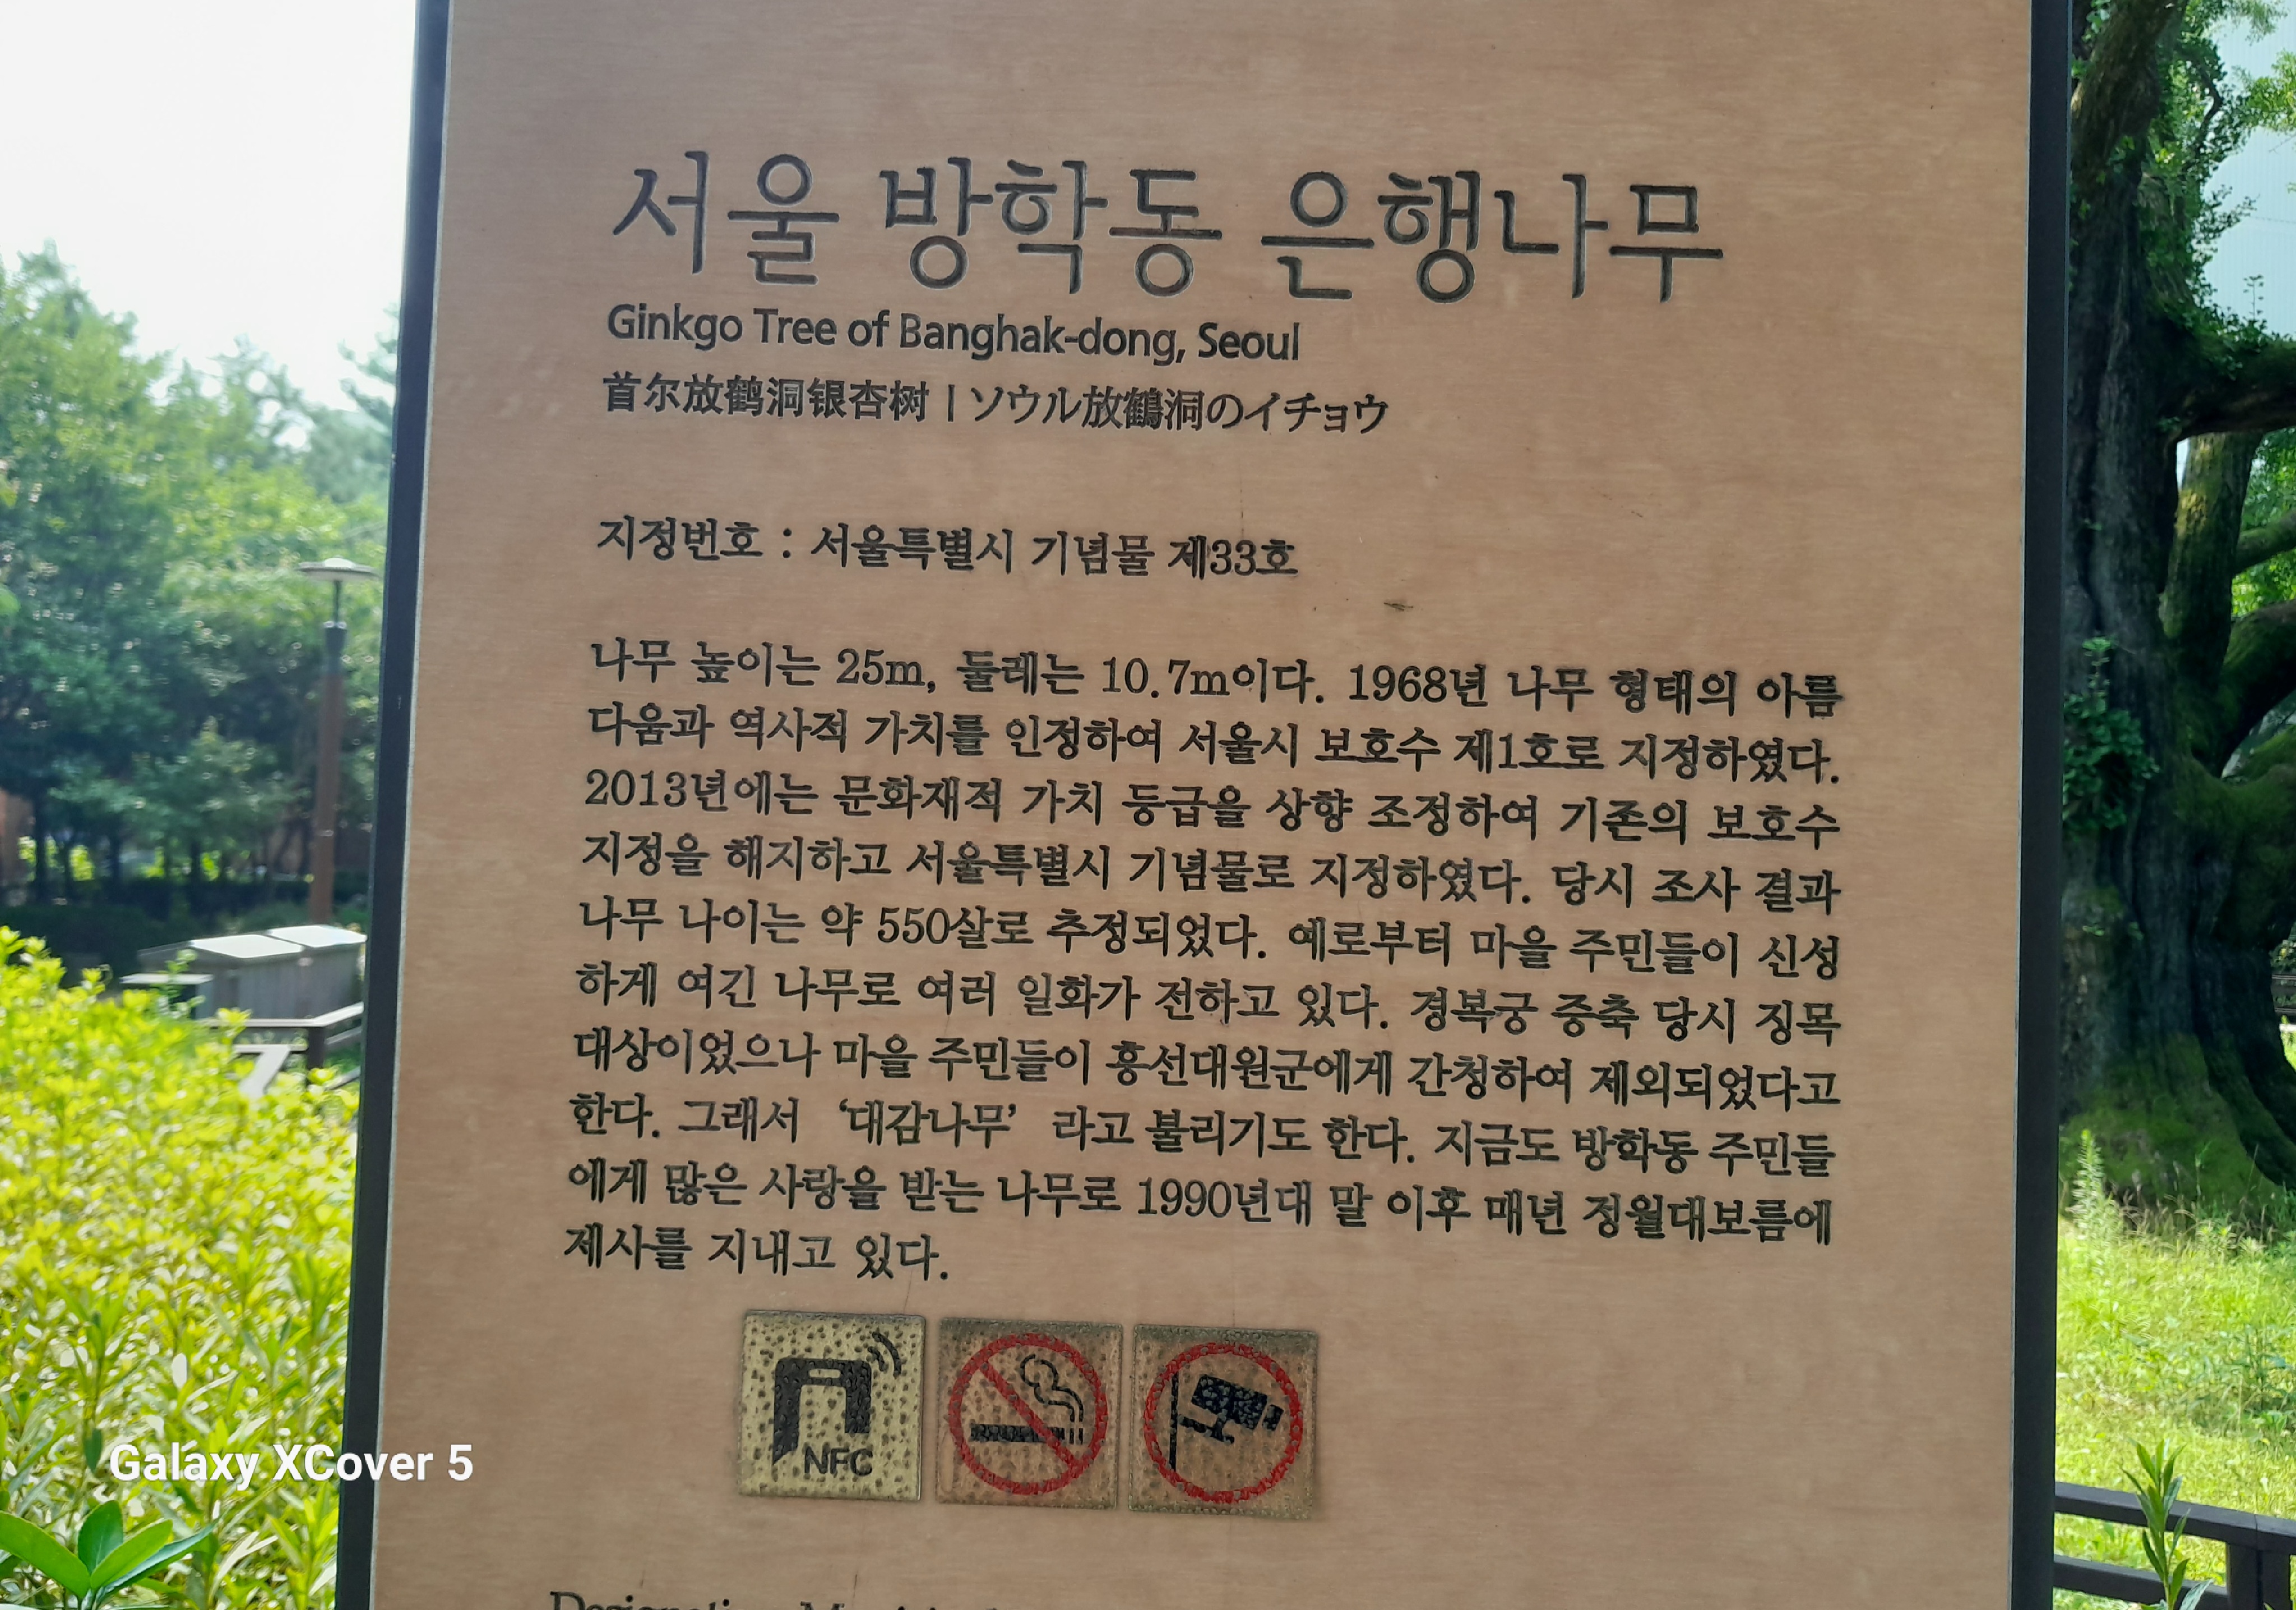 서울 방학동 은행나무
Ginkgo Tree of Banghak-dong, Seoul
首尔放鹤洞银杏树 | ソウル放鶴洞のイチョウ
지정번호 : 서울특별시 기념물 제33호
나무 높이는 25m, 둘레는 10.7m이다. 1968년 나무 형태의 아름
다움과 역사적 가치를 인정하여 서울시 보호수 제1호로 지정하였다.
2013년에는 문화재적 가치 등급을 상향 조정하여 기존의 보호수
지정을 해지하고 서울특별시 기념물로 지정하였다. 당시 조사 결과
나무 나이는 약 550살로 추정되었다. 예로부터 마을 주민들이 신성
하게 여긴 나무로 여러 일화가 전하고 있다. 경복궁 증축 당시 징목
대상이었으나 마을 주민들이 흥선대원군에게 간청하여 제외되었다고
한다. 그래서 ‘대감나무’ 라고 불리기도 한다. 지금도 방학동 주민들
에게 많은 사랑을 받는 나무로 1990년대 말 이후 매년 정월대보름에
제사를 지내고 있다.
NFC
Galaxy XCover 5